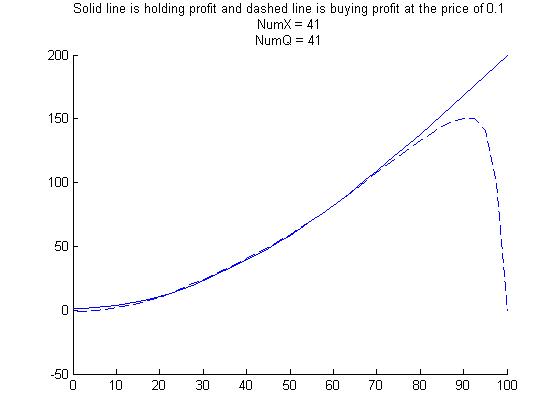 Solid line is holding profit and dashed line is buying profit at the price of 0.1
NumX = 41
NumQ = 41
200
150
100
50
0
-50
0 10 20 30 40 50 60 70 80 90 100